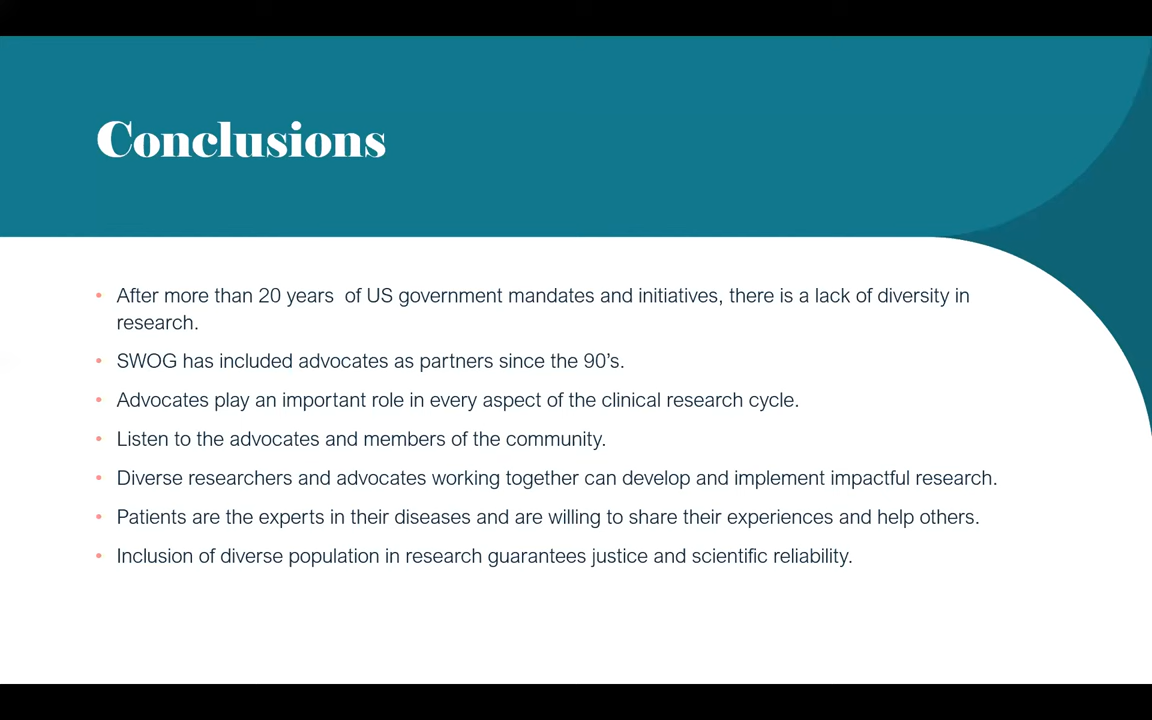 Conclusions
• After more than 20 years  of US government mandates and initiatives, there is a lack of diversity in
research.
• SWOG has included advocates as partners since the 90’s.
• Advocates play an important role in every aspect of the clinical research cycle.
• Listen to the advocates and members of the community.
• Diverse researchers and advocates working together can develop and implement impactful research.
• Patients are the experts in their diseases and are willing to share their experiences and help others.
• Inclusion of diverse population in research guarantees justice and scientific reliability.